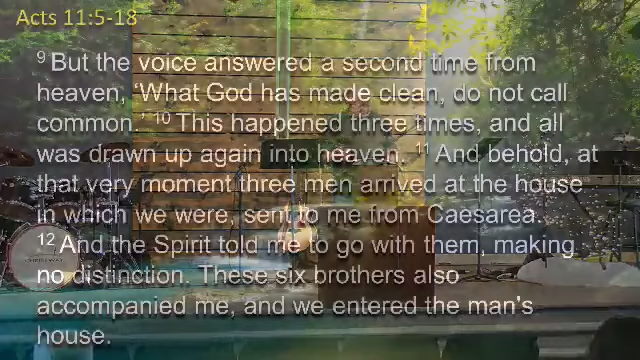 Acts 11:5-18
9 But the voice answered a second time from
heaven, ‘What God has made clean, do not call
common.’ 10 This happened three times, and all
was drawn up again into heaven. 11 And behold, at
that very moment three men arrived at the house
in which we were, sent to me from Caesarea.
12 And the Spirit told me to go with them, making
no distinction. These six brothers also
accompanied me, and we entered the man's
house.